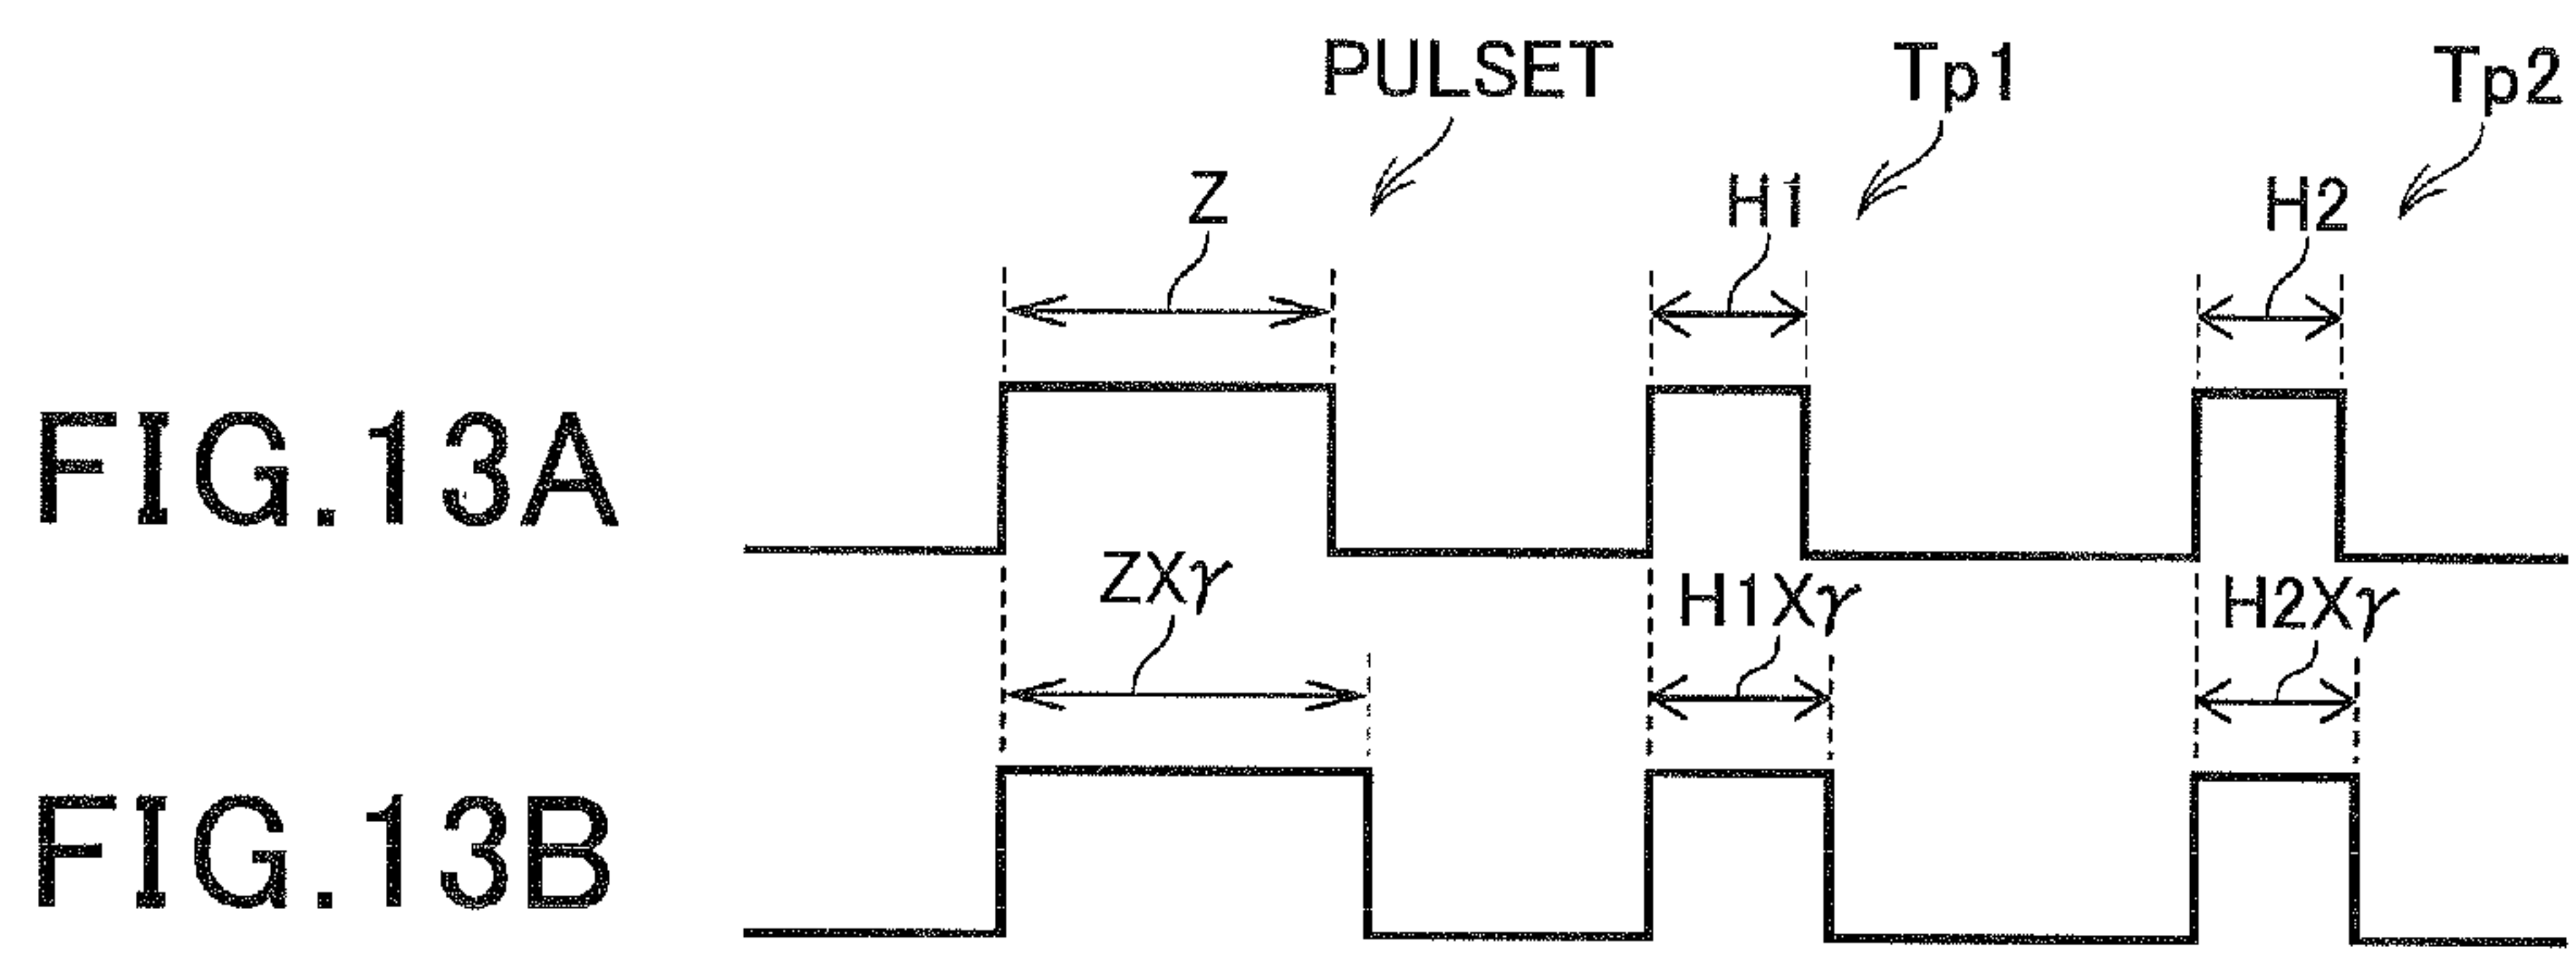 PULSET Tp1 Tp2
Z H1 H2
FIG.13A
ZXγ H1Xγ H2Xγ
FIG.13B